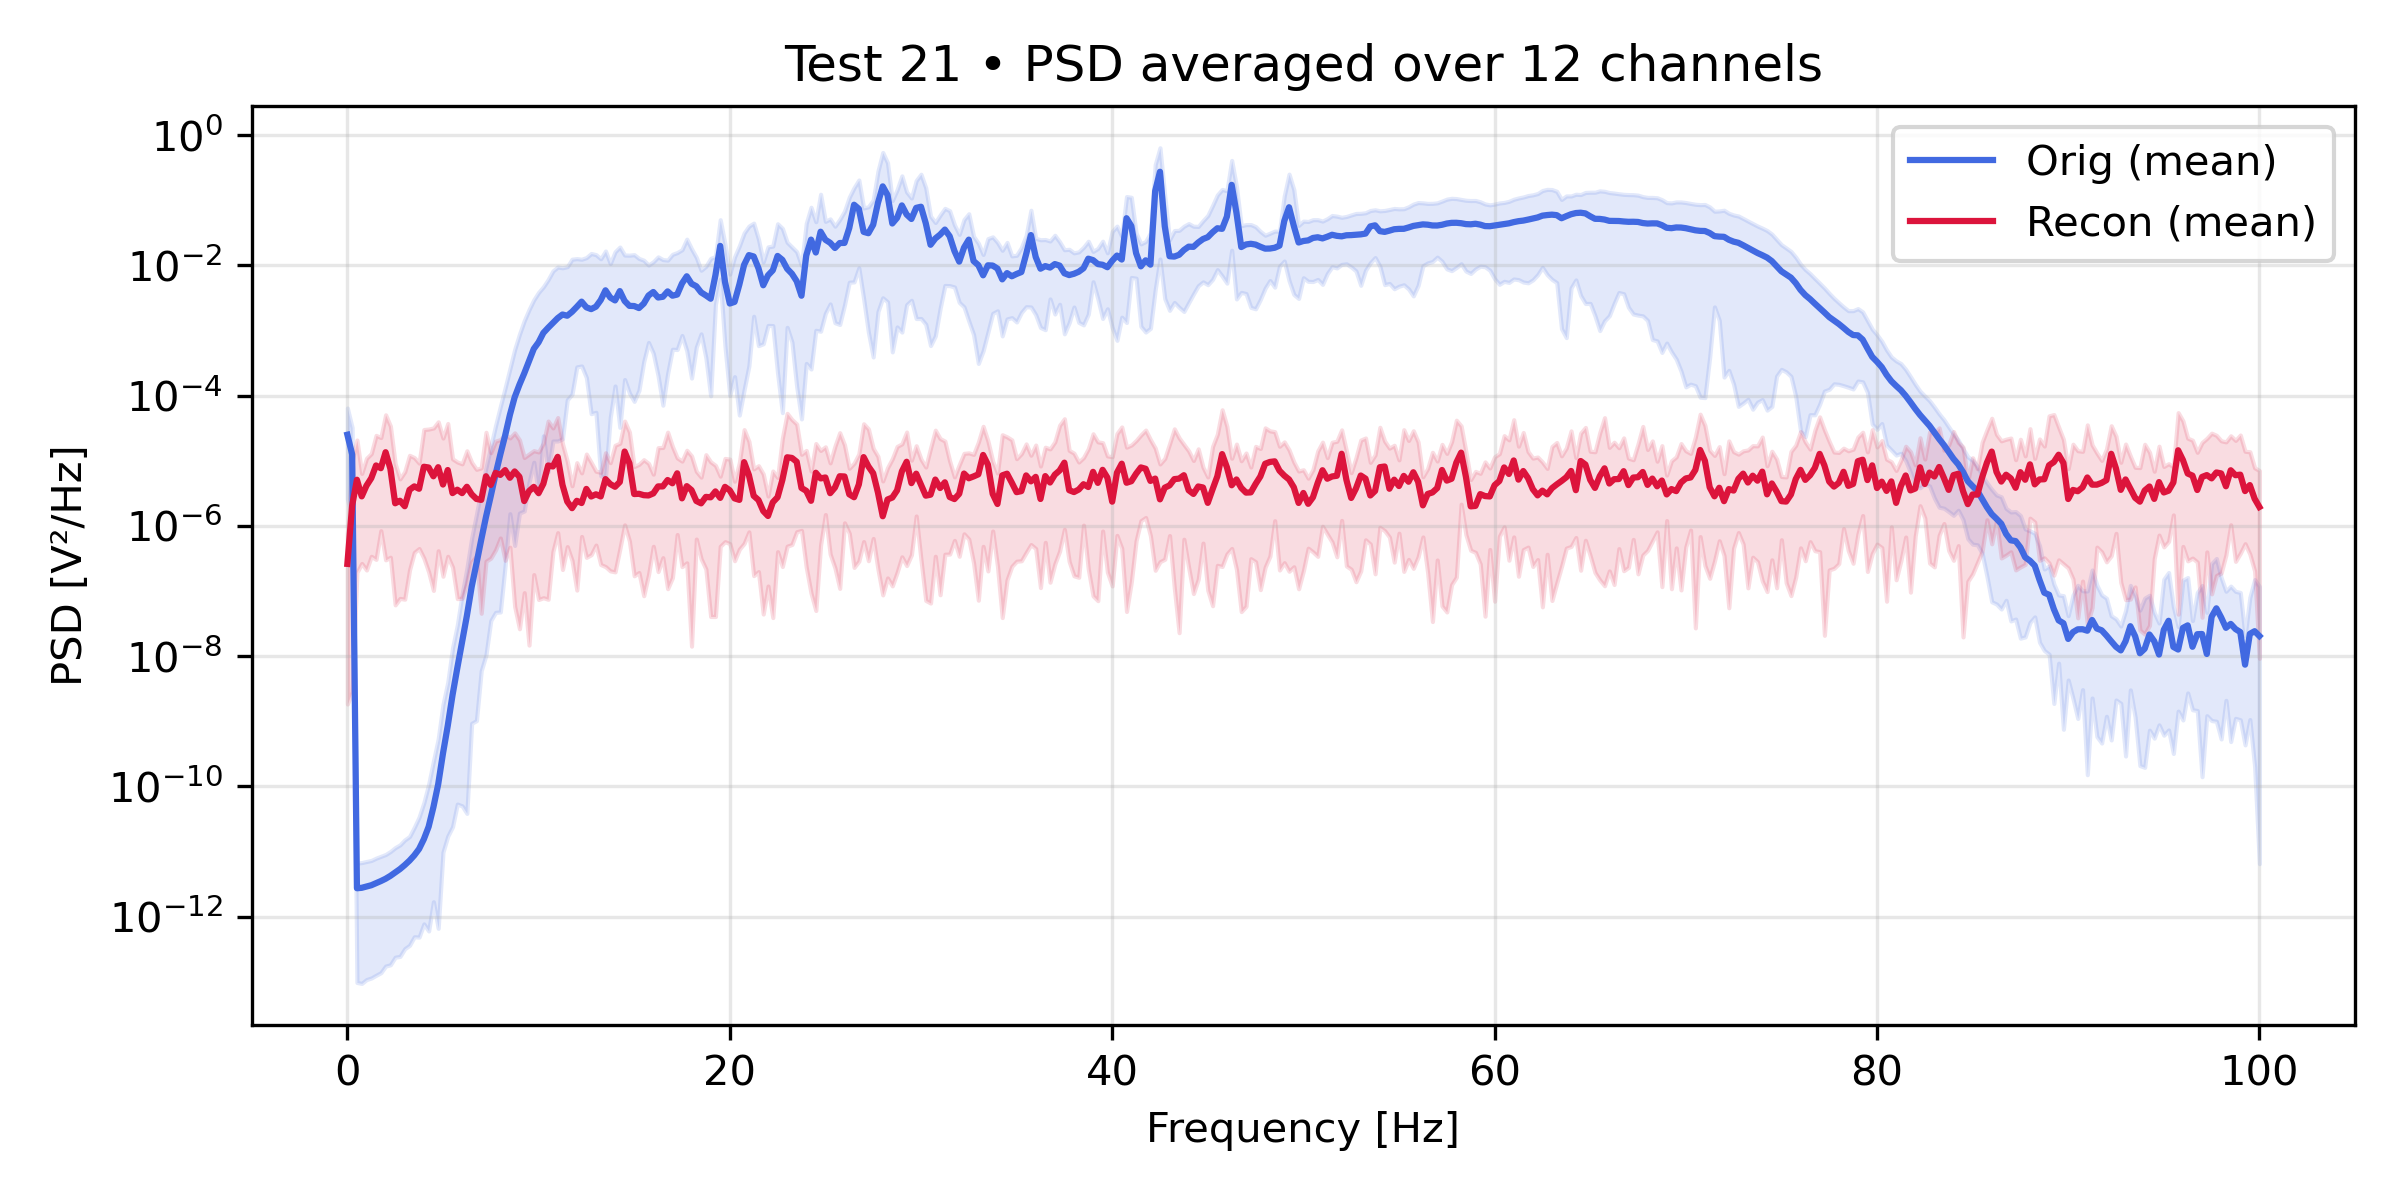 Test 21 • PSD averaged over 12 channels
PSD [V²/Hz]
10⁰
10⁻²
10⁻⁴
10⁻⁶
10⁻⁸
10⁻¹⁰
10⁻¹²
Orig (mean)
Recon (mean)
0 20 40 60 80 100
Frequency [Hz]